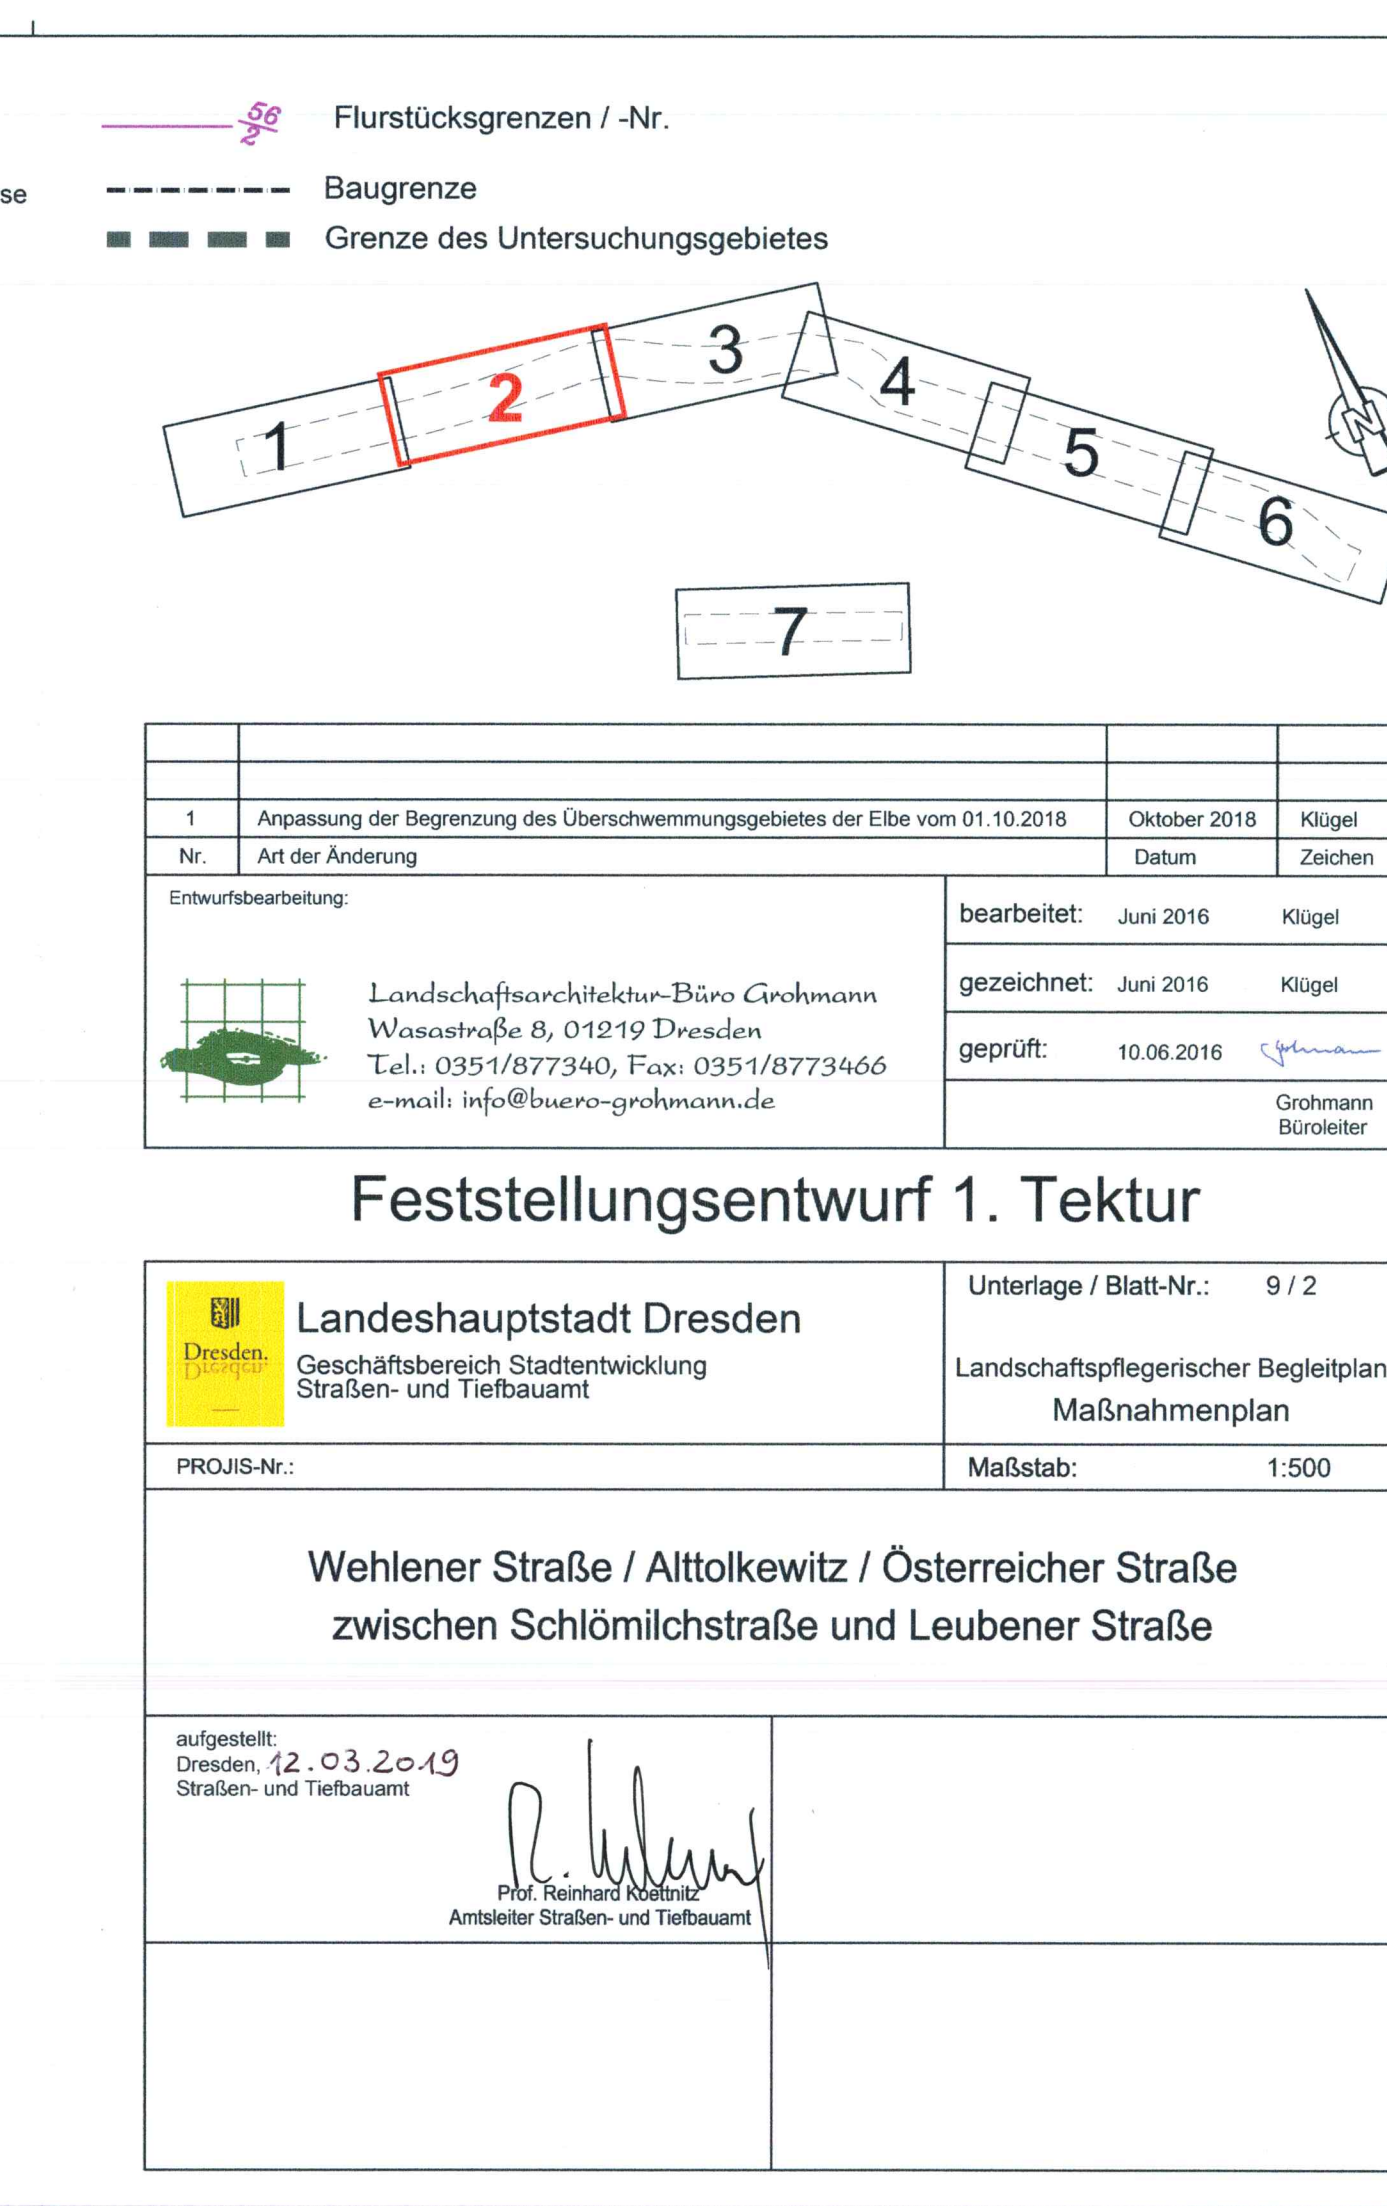 56
2
Flurstücksgrenzen / -Nr.
se
Baugrenze
Grenze des Untersuchungsgebietes
1
2
3
4
5
6
7
N
1 Anpassung der Begrenzung des Überschwemmungsgebietes der Elbe vom 01.10.2018 Oktober 2018 Klügel
Nr. Art der Änderung Datum Zeichen
Entwurfsbearbeitung:
Landschaftsarchitektur-Büro Grohmann
Wasastraße 8, 01219 Dresden
Tel.: 0351/877340, Fax: 0351/8773466
e-mail: info@buero-grohmann.de
bearbeitet: Juni 2016 Klügel
gezeichnet: Juni 2016 Klügel
geprüft: 10.06.2016 Grohmann
Grohmann
Büroleiter
Feststellungsentwurf 1. Tektur
Dresden.
Dresden.
Landeshauptstadt Dresden
Geschäftsbereich Stadtentwicklung
Straßen- und Tiefbauamt
Unterlage / Blatt-Nr.: 9 / 2
Landschaftspflegerischer Begleitplan
Maßnahmenplan
PROJIS-Nr.:
Maßstab: 1:500
Wehlener Straße / Alttolkewitz / Österreicher Straße
zwischen Schlömilchstraße und Leubener Straße
aufgestellt:
Dresden, 12.03.2019
Straßen- und Tiefbauamt
Prof. Reinhard Koettnitz
Amtsleiter Straßen- und Tiefbauamt